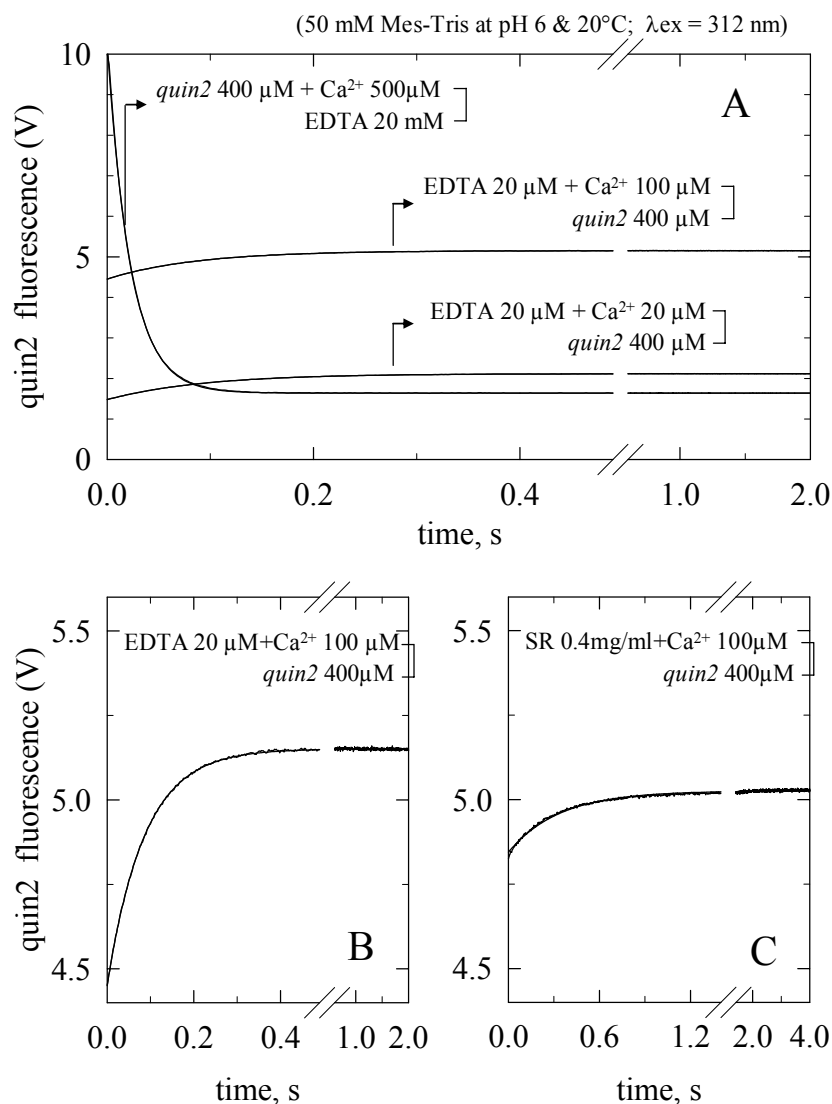 (50 mM Mes-Tris at pH 6 & 20°C; λex = 312 nm)
10
5
0
quin2 fluorescence (V)
A
quin2 400 µM + Ca²⁺ 500µM
EDTA 20 mM
EDTA 20 µM + Ca²⁺ 100 µM
quin2 400 µM
EDTA 20 µM + Ca²⁺ 20 µM
quin2 400 µM
0.0 0.2 0.4 1.0 2.0
time, s
5.5
5.0
4.5
quin2 fluorescence (V)
EDTA 20 µM+Ca²⁺ 100 µM
quin2 400µM
B
0.0 0.2 0.4 1.0 2.0
time, s
5.5
5.0
4.5
SR 0.4mg/ml+Ca²⁺ 100µM
quin2 400µM
C
0.0 0.6 1.2 2.0 4.0
time, s